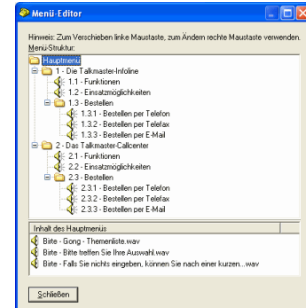 Menü-Editor
Hinweis: Zum Verschieben linke Maustaste, zum Ändern rechte Maustaste verwenden.
Menü-Struktur:
Hauptmenü
1 - Die Talkmaster-Infoline
1.1 - Funktionen
1.2 - Einsatzmöglichkeiten
1.3 - Bestellen
1.3.1 - Bestellen per Telefon
1.3.2 - Bestellen per Telefax
1.3.3 - Bestellen per E-Mail
2 - Das Talkmaster-Callcenter
2.1 - Funktionen
2.2 - Einsatzmöglichkeiten
2.3 - Bestellen
2.3.1 - Bestellen per Telefon
2.3.2 - Bestellen per Telefax
2.3.3 - Bestellen per E-Mail
Inhalt des Hauptmenüs
Birte - Gong - Themenliste.wav
Birte - Bitte treffen Sie Ihre Auswahl.wav
Birte - Falls Sie nichts eingeben, können Sie nach einer kurzen...wav
Schließen